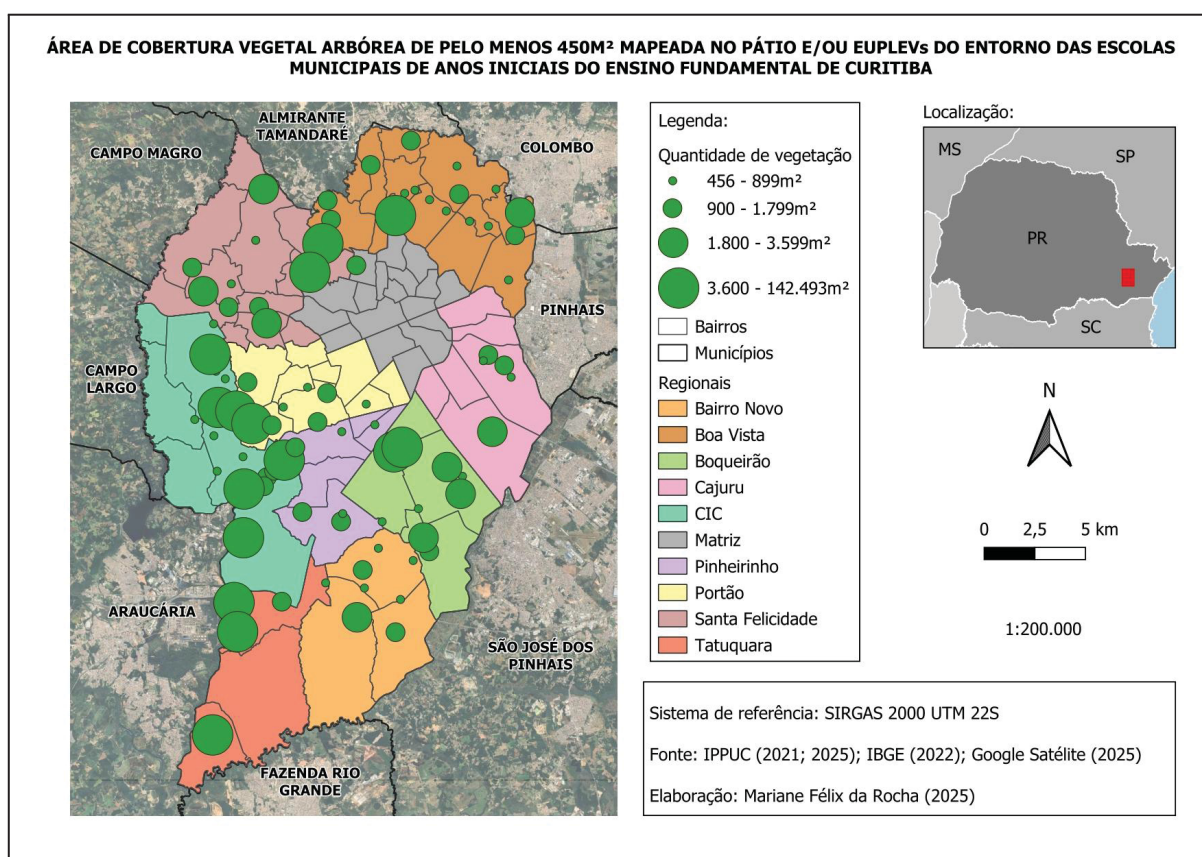 ÁREA DE COBERTURA VEGETAL ARBÓREA DE PELO MENOS 450M² MAPEADA NO PÁTIO E/OU EUPLEVs DO ENTORNO DAS ESCOLAS
MUNICIPAIS DE ANOS INICIAIS DO ENSINO FUNDAMENTAL DE CURITIBA
ALMIRANTE
TAMANDARÉ
CAMPO MAGRO
COLOMBO
PINHAIS
CAMPO
LARGO
ARAUCÁRIA
SÃO JOSÉ DOS
PINHAIS
FAZENDA RIO
GRANDE
Legenda:
Quantidade de vegetação
456 - 899m²
900 - 1.799m²
1.800 - 3.599m²
3.600 - 142.493m²
Bairros
Municípios
Regionais
Bairro Novo
Boa Vista
Boqueirão
Cajuru
CIC
Matriz
Pinheirinho
Portão
Santa Felicidade
Tatuquara
Localização:
MS
SP
PR
SC
N
0 2,5 5 km
1:200.000
Sistema de referência: SIRGAS 2000 UTM 22S
Fonte: IPPUC (2021; 2025); IBGE (2022); Google Satélite (2025)
Elaboração: Mariane Félix da Rocha (2025)